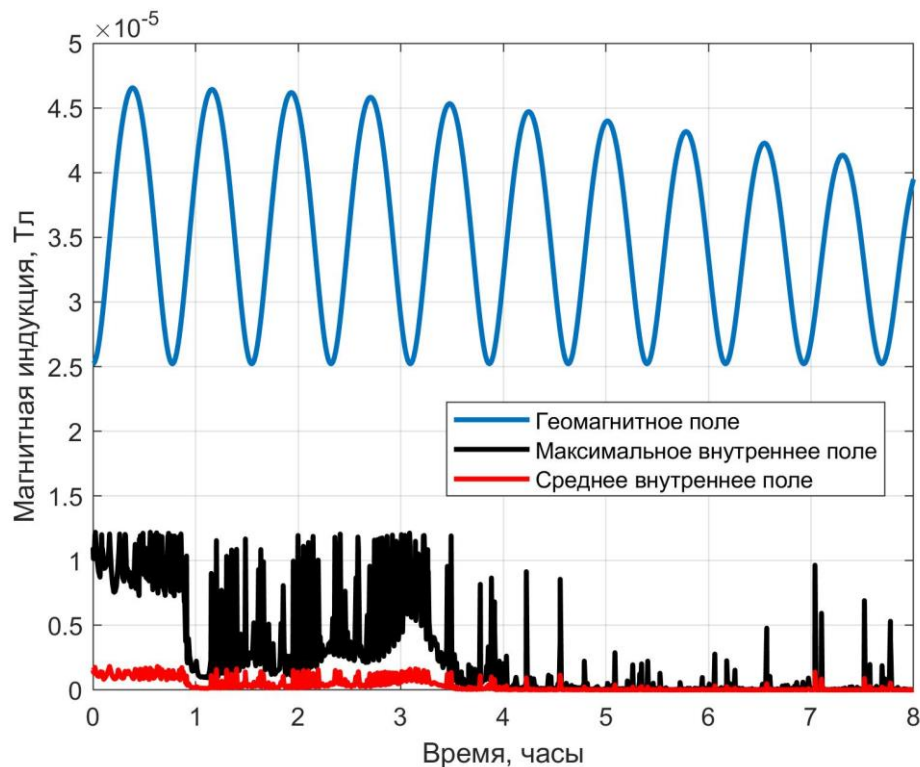 ×10⁻⁵
5
4.5
4
3.5
3
2.5
2
1.5
1
0.5
0
Магнитная индукция, Тл
Геомагнитное поле
Максимальное внутреннее поле
Среднее внутреннее поле
0 1 2 3 4 5 6 7 8
Время, часы